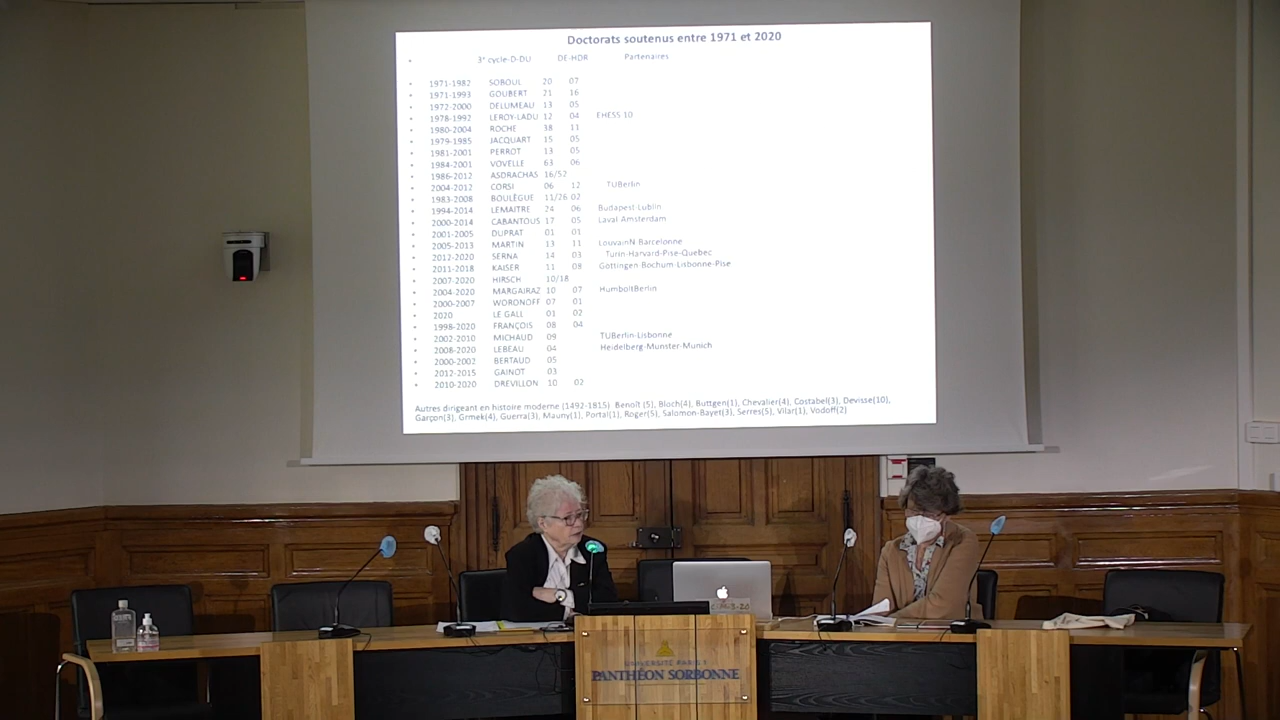 Doctorats soutenus entre 1971 et 2020
3° cycle-D-DU DE-HDR Partenaires
1971-1982 SOBOUL 20 07
1971-1993 GOUBERT 21 16
1972-2000 DELUMEAU 13 05
1978-1992 LEROY-LADU 12 04 EHESS 10
1980-2004 ROCHE 38 11
1979-1985 JACQUART 15 05
1981-2001 PERROT 13 05
1984-2001 VOVELLE 63 06
1986-2012 ASDRACHAS 16/52
2004-2012 CORSI 06 12 TUBerlin
1983-2008 BOULÈGUE 11/26 02
1994-2014 LEMAITRE 24 06 Budapest-Lublin
2000-2014 CABANTOUS 17 05 Laval-Amsterdam
2001-2005 DUPRAT 01 01
2005-2013 MARTIN 13 11 LouvainN Barcelonne
2012-2020 SERNA 14 03 Turin-Harvard-Pise-Quebec
2011-2018 KAISER 11 09 Gottingen-Bochum-Lisbonne-Pise
2007-2020 HIRSCH 10/18
2004-2020 MARGAIRAZ 10 07 HumboltBerlin
2000-2007 WORONOFF 07 01
2020 LE GALL 01 02
1998-2020 FRANÇOIS 08 04
2002-2010 MICHAUD 09 TUBerlin-Lisbonne
2008-2020 LEBEAU 04 Heidelberg-Munster-Munich
2000-2002 BERTAUD 05
2012-2015 GAINOT 03
2010-2020 DREVILLON 10 02
Autres dirigeant en histoire moderne (1492-1815) Benoît (5), Bloch(4), Buttgen(1), Chevalier(4), Costabel(3), Devisse(10),
Garçon(3), Grmek(4), Guerra(3), Mauny(1), Portal(1), Roger(5), Salomon-Bayet(3), Serres(5), Vilar(1), Vodoff(2)
UNIVERSITÉ PARIS 1
PANTHÉON SORBONNE